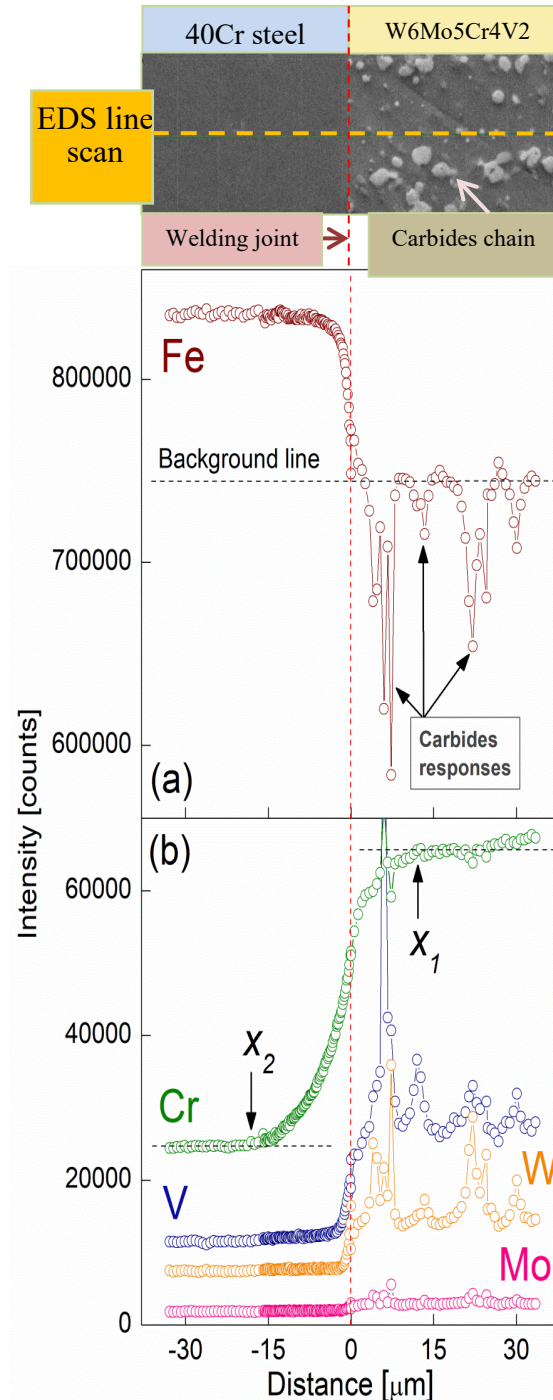 40Cr steel
W6Mo5Cr4V2
EDS line
scan
Welding joint
Carbides chain
Fe
800000
Background line
700000
600000
Carbides
responses
(a)
Intensity [counts]
(b)
60000
x1
40000
x2
Cr
20000
V
W
Mo
0
-30 -15 0 15 30
Distance [μm]